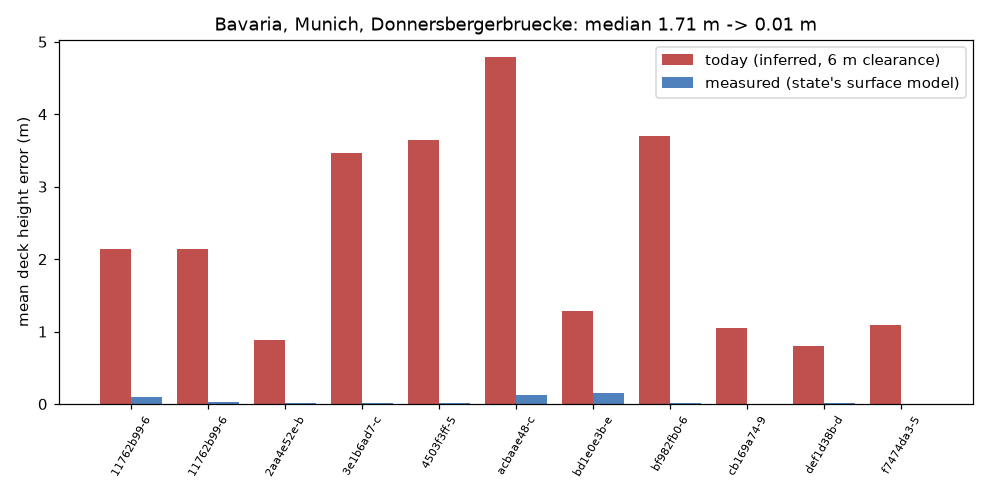 Bavaria, Munich, Donnersbergerbruecke: median 1.71 m -> 0.01 m
today (inferred, 6 m clearance)
measured (state's surface model)
mean deck height error (m)
5
4
3
2
1
0
11762b99-6
11762b99-6
2aa4e52e-b
3e1b6ad7-c
4503f3ff-5
acbaae48-c
bd1e0e3b-e
bf982fb0-6
cb169a74-9
def1d38b-d
f7474da3-5